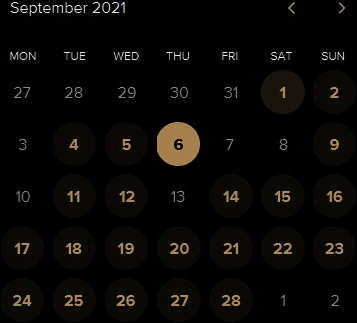 September 2021
MON TUE WED THU FRI SAT SUN
27 28 29 30 31 1 2
3 4 5 6 7 8 9
10 11 12 13 14 15 16
17 18 19 20 21 22 23
24 25 26 27 28 1 2